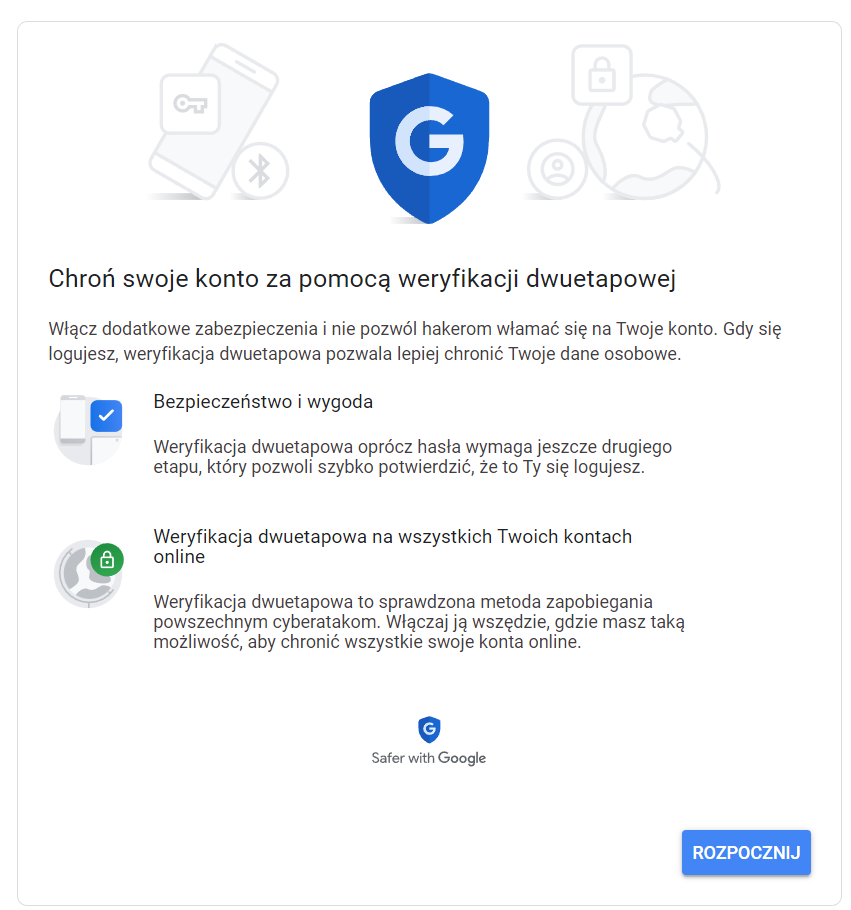 Chroń swoje konto za pomocą weryfikacji dwuetapowej
Włącz dodatkowe zabezpieczenia i nie pozwól hakerom włamać się na Twoje konto. Gdy się
logujesz, weryfikacja dwuetapowa pozwala lepiej chronić Twoje dane osobowe.
Bezpieczeństwo i wygoda
Weryfikacja dwuetapowa oprócz hasła wymaga jeszcze drugiego
etapu, który pozwoli szybko potwierdzić, że to Ty się logujesz.
Weryfikacja dwuetapowa na wszystkich Twoich kontach
online
Weryfikacja dwuetapowa to sprawdzona metoda zapobiegania
powszechnym cyberatakom. Włączaj ją wszędzie, gdzie masz taką
możliwość, aby chronić wszystkie swoje konta online.
Safer with Google
ROZPOCZNIJ